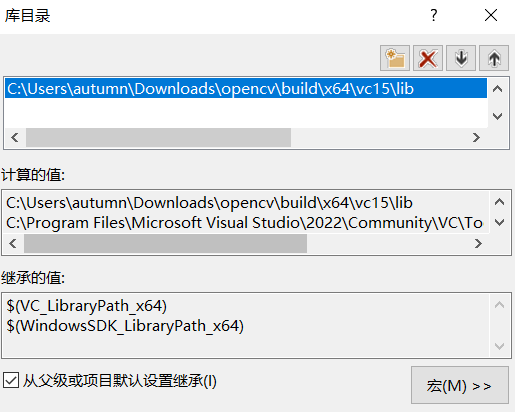 库目录
C:\Users\autumn\Downloads\opencv\build\x64\vc15\lib
计算的值:
C:\Users\autumn\Downloads\opencv\build\x64\vc15\lib
C:\Program Files\Microsoft Visual Studio\2022\Community\VC\To
继承的值:
$(VC_LibraryPath_x64)
$(WindowsSDK_LibraryPath_x64)
从父级或项目默认设置继承(I)
宏(M) >>